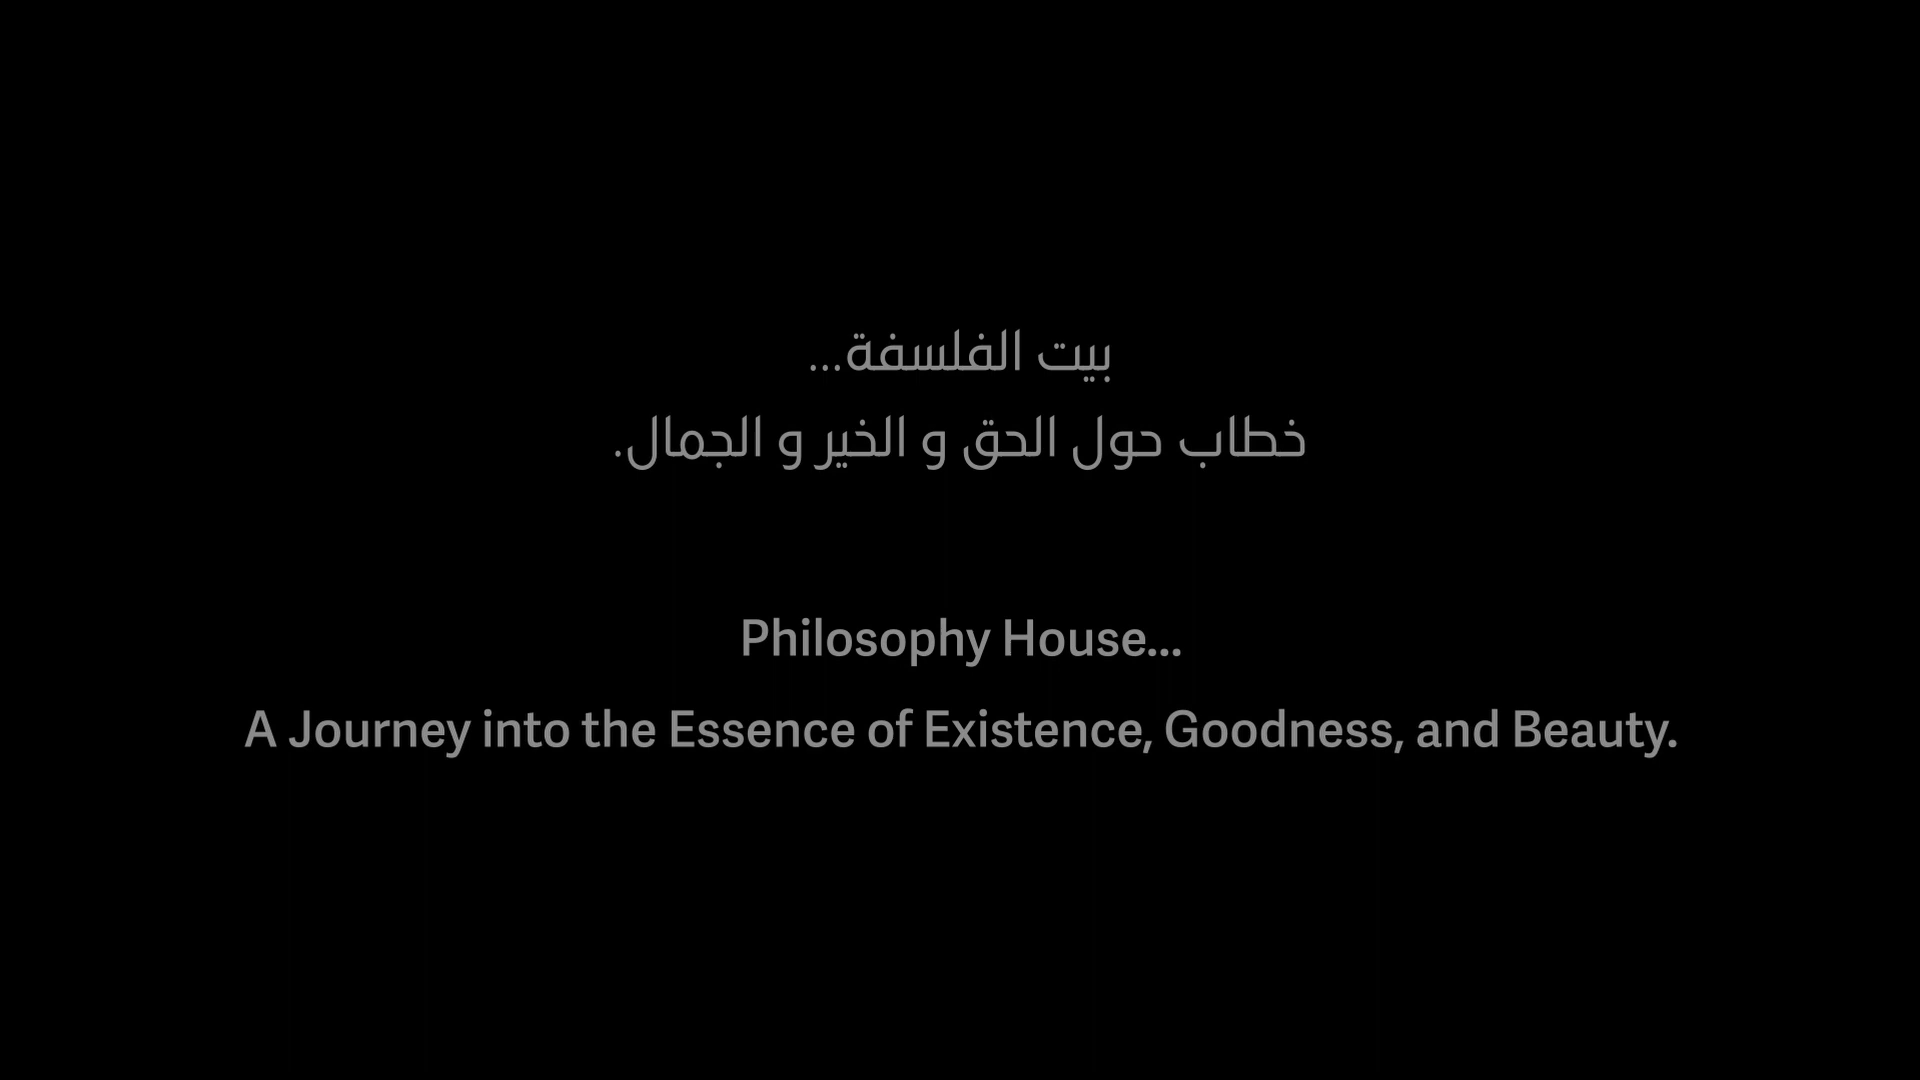 بيت الفلسفة...
خطاب حول الحق و الخير و الجمال.
Philosophy House...
A Journey into the Essence of Existence, Goodness, and Beauty.